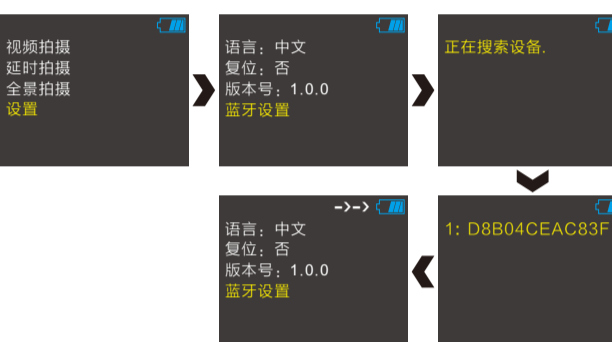 视频拍摄
延时拍摄
全景拍摄
设置
语言：中文
复位：否
版本号：1.0.0
蓝牙设置
正在搜索设备.
1: D8B04CEAC83F
->->
语言：中文
复位：否
版本号：1.0.0
蓝牙设置